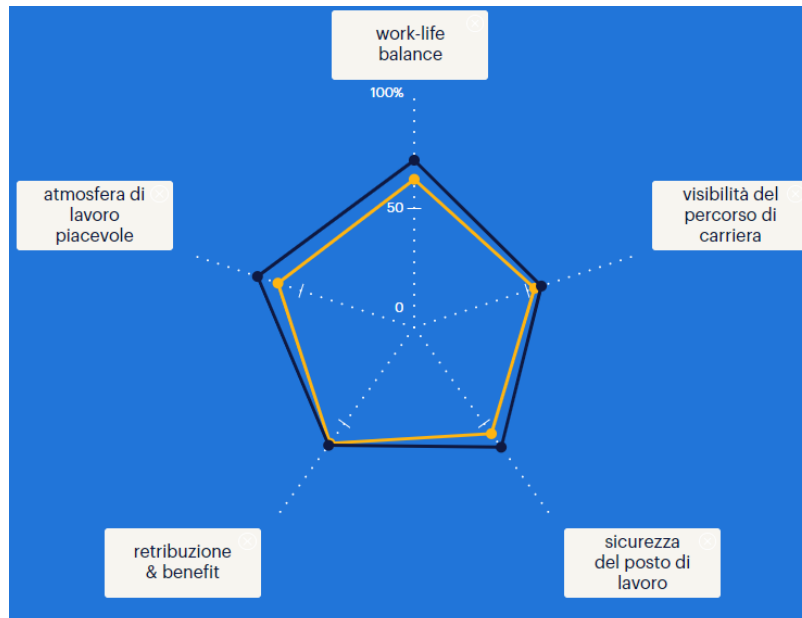 work-life
balance
100%
atmosfera di
lavoro
piacevole
visibilità del
percorso di
carriera
50
0
retribuzione
& benefit
sicurezza
del posto di
lavoro